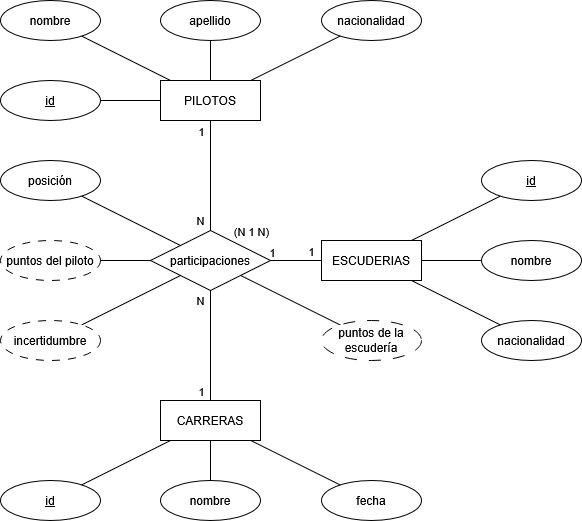 nombre
apellido
nacionalidad
id
PILOTOS
1
posición
id
N
(N 1 N)
puntos del piloto
participaciones
1
1
ESCUDERIAS
nombre
N
incertidumbre
puntos de la
escudería
nacionalidad
1
CARRERAS
id
nombre
fecha